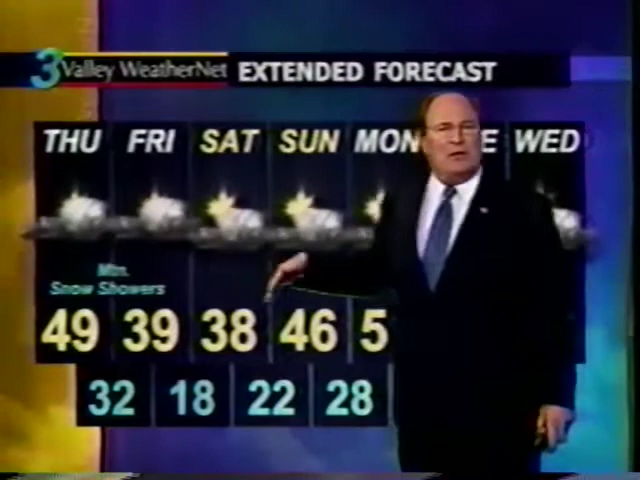 3 Valley WeatherNet EXTENDED FORECAST
THU FRI SAT SUN MON E WED
Mtn.
Snow Showers
49 39 38 46 5
32 18 22 28